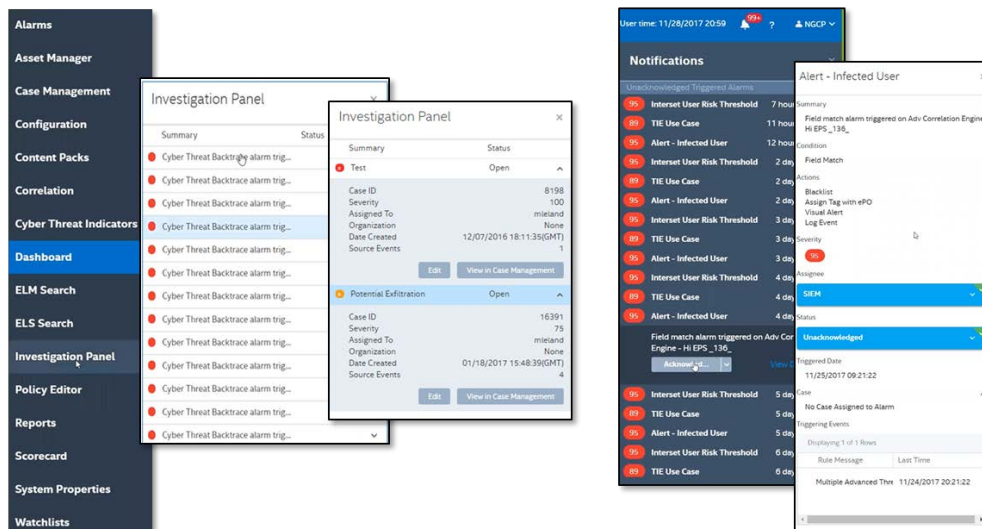 Alarms
Asset Manager
Case Management
Configuration
Content Packs
Correlation
Cyber Threat Indicators
Dashboard
ELM Search
ELS Search
Investigation Panel
Policy Editor
Reports
Scorecard
System Properties
Watchlists
Investigation Panel
Summary Status
Cyber Threat Backtrace alarm trig...
Cyber Threat Backtrace alarm trig...
Cyber Threat Backtrace alarm trig...
Cyber Threat Backtrace alarm trig...
Cyber Threat Backtrace alarm trig...
Cyber Threat Backtrace alarm trig...
Cyber Threat Backtrace alarm trig...
Cyber Threat Backtrace alarm trig...
Cyber Threat Backtrace alarm trig...
Cyber Threat Backtrace alarm trig...
Cyber Threat Backtrace alarm trig...
Cyber Threat Backtrace alarm trig...
Cyber Threat Backtrace alarm trig...
Investigation Panel ×
Summary Status
Test Open
Case ID 8198
Severity 100
Assigned To mleland
Organization None
Date Created 12/07/2016 18:11:35(GMT)
Source Events 1
Edit View in Case Management
Potential Exfiltration Open
Case ID 16391
Severity 75
Assigned To mleland
Organization None
Date Created 01/18/2017 15:48:39(GMT)
Source Events 4
Edit View in Case Management
User time: 11/28/2017 20:59 99+ ? NGCP
Notifications
Unacknowledged Triggered Alarms
95 Interset User Risk Threshold 7 hou
89 TIE Use Case 11 hou
95 Alert - Infected User 12 hou
95 Interset User Risk Threshold 2 day
89 TIE Use Case 2 day
95 Alert - Infected User 2 day
95 Interset User Risk Threshold 3 day
89 TIE Use Case 3 day
95 Alert - Infected User 3 day
95 Interset User Risk Threshold 4 day
89 TIE Use Case 4 day
95 Alert - Infected User 4 day
Field match alarm triggered on Adv Cor
Engine - Hi EPS _136_
View D
95 Interset User Risk Threshold 5 day
89 TIE Use Case 5 day
95 Alert - Infected User 5 day
95 Interset User Risk Threshold 6 day
89 TIE Use Case 6 day
Alert - Infected User
Summary
Field match alarm triggered on Adv Correlation Engine
Hi EPS _136_
Condition
Field Match
Actions
Blacklist
Assign Tag with ePO
Visual Alert
Log Event
Severity
95
Assignee
SIEM
Status
Unacknowledged
Triggered Date
11/25/2017 09:21:22
Case
No Case Assigned to Alarm
Triggering Events
Displaying 1 of 1 Rows
Rule Message Last Time
Multiple Advanced Thre 11/24/2017 20:21:22